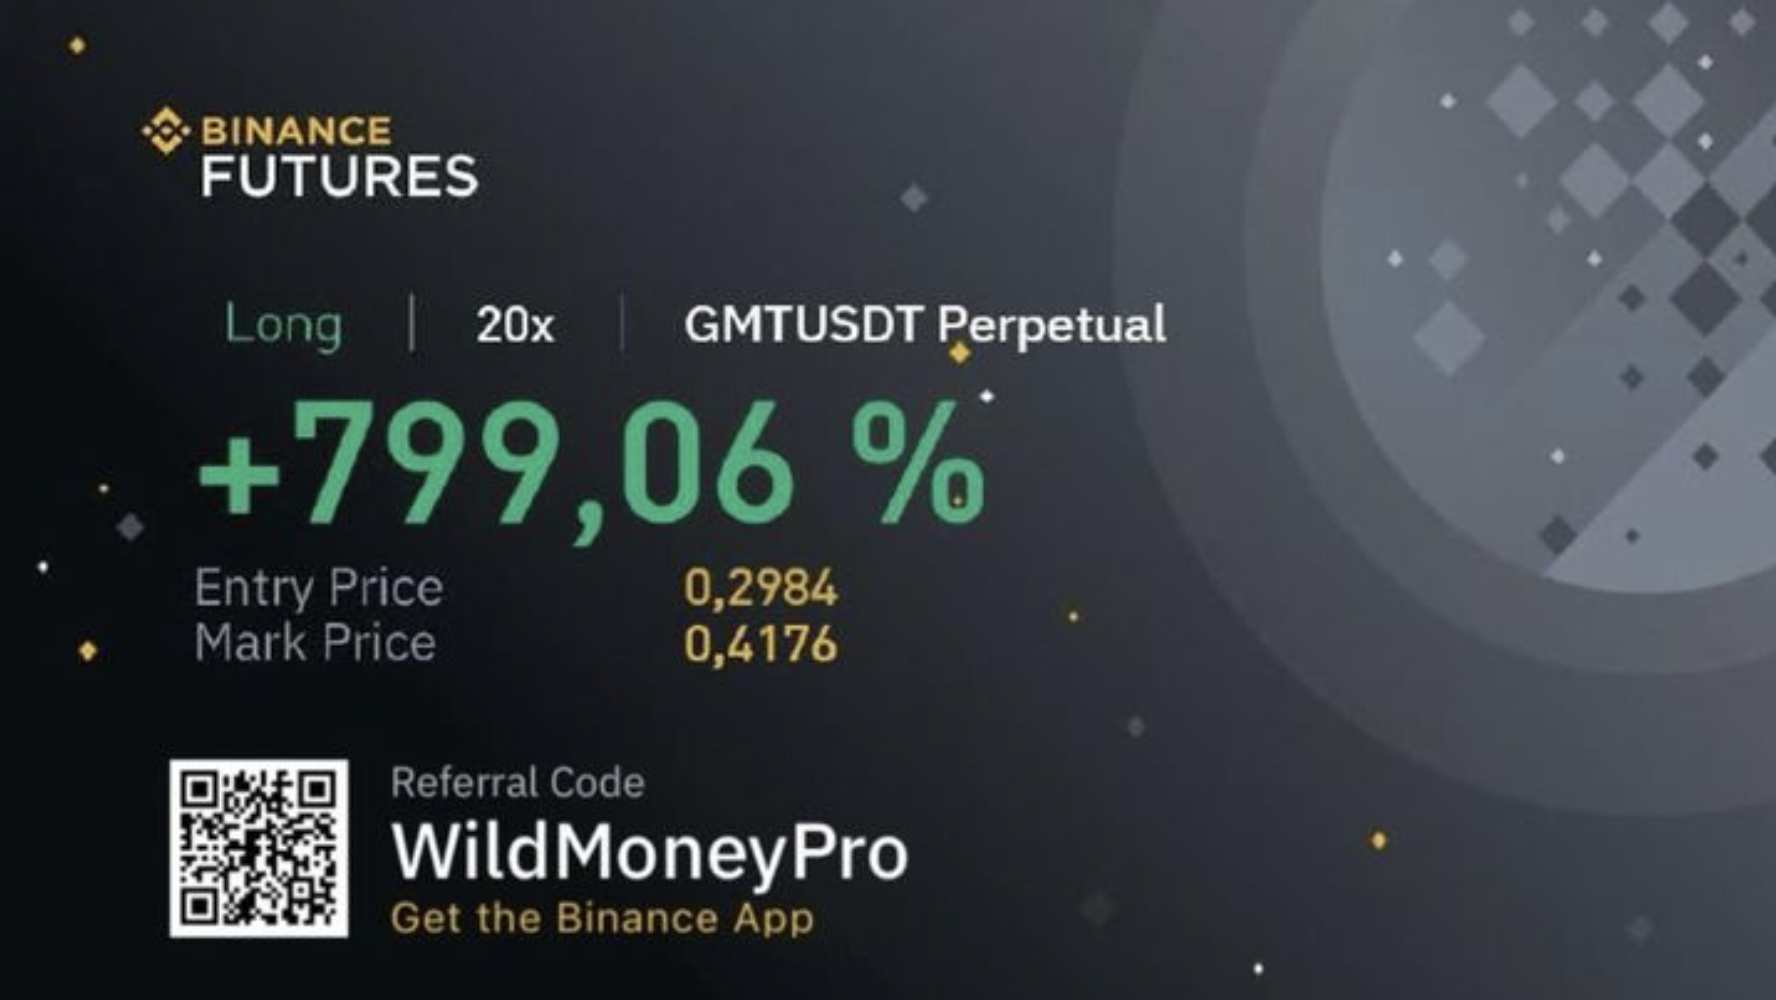 BINANCE
FUTURES
Long | 20x | GMTUSDT Perpetual
+799,06 %
Entry Price 0,2984
Mark Price 0,4176
Referral Code
WildMoneyPro
Get the Binance App